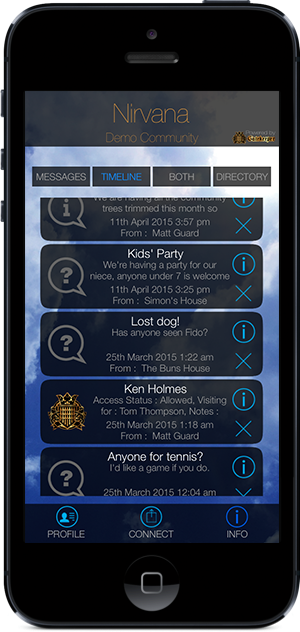 Nirvana
Demo Community
Powered by
MESSAGES
TIMELINE
BOTH
DIRECTORY
We are having all the community
trees trimmed this month so
11th April 2015 3:57 pm
From : Matt Guard
Kids' Party
We're having a party for our
niece, anyone under 7 is welcome
11th April 2015 3:25 pm
From : Simon's House
Lost dog!
Has anyone seen Fido?
25th March 2015 1:22 am
From : The Buns House
Ken Holmes
Access Status : Allowed, Visiting
for : Tom Thompson, Notes :
25th March 2015 1:18 am
From : Matt Guard
Anyone for tennis?
I'd like a game if you do.
25th March 2015 12:04 am
PROFILE
CONNECT
INFO